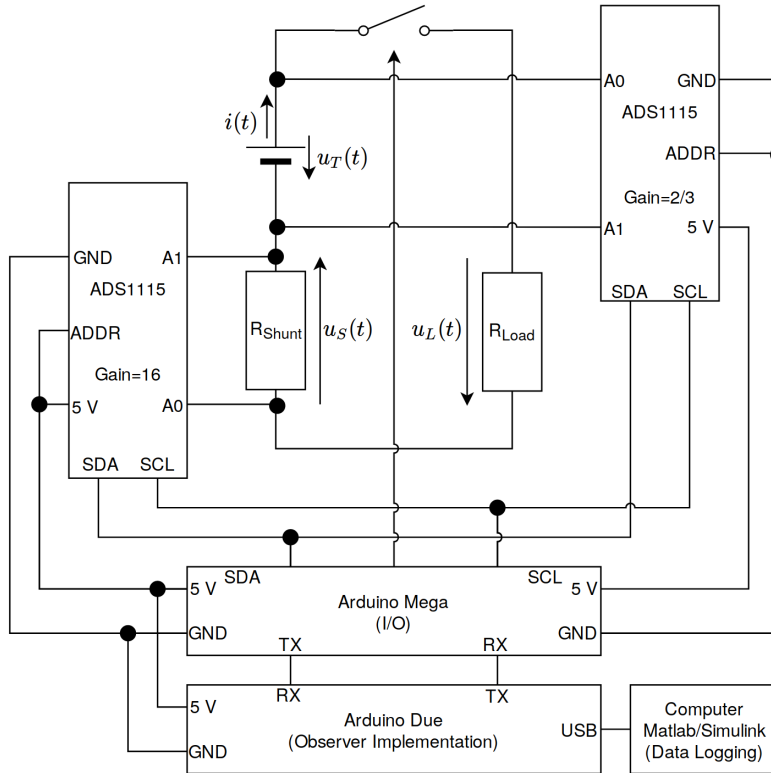 A0
GND
ADS1115
i(t)
ADDR
u_T(t)
Gain=2/3
A1
5 V
GND
A1
ADS1115
SDA
SCL
R_Shunt
u_S(t)
u_L(t)
R_Load
ADDR
Gain=16
5 V
A0
SDA
SCL
SDA
SCL
5 V
5 V
Arduino Mega
(I/O)
GND
GND
TX
RX
RX
TX
5 V
Arduino Due
(Observer Implementation)
USB
GND
Computer
Matlab/Simulink
(Data Logging)